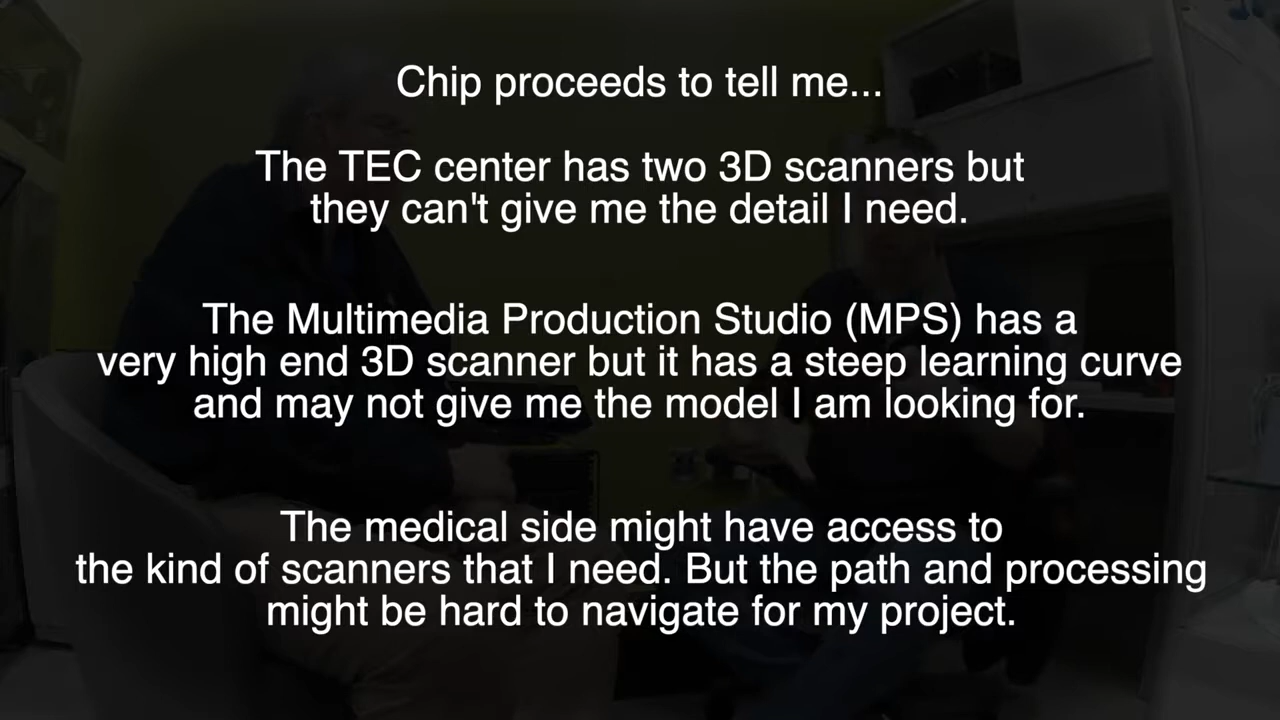 Chip proceeds to tell me...
The TEC center has two 3D scanners but
they can't give me the detail I need.
The Multimedia Production Studio (MPS) has a
very high end 3D scanner but it has a steep learning curve
and may not give me the model I am looking for.
The medical side might have access to
the kind of scanners that I need. But the path and processing
might be hard to navigate for my project.